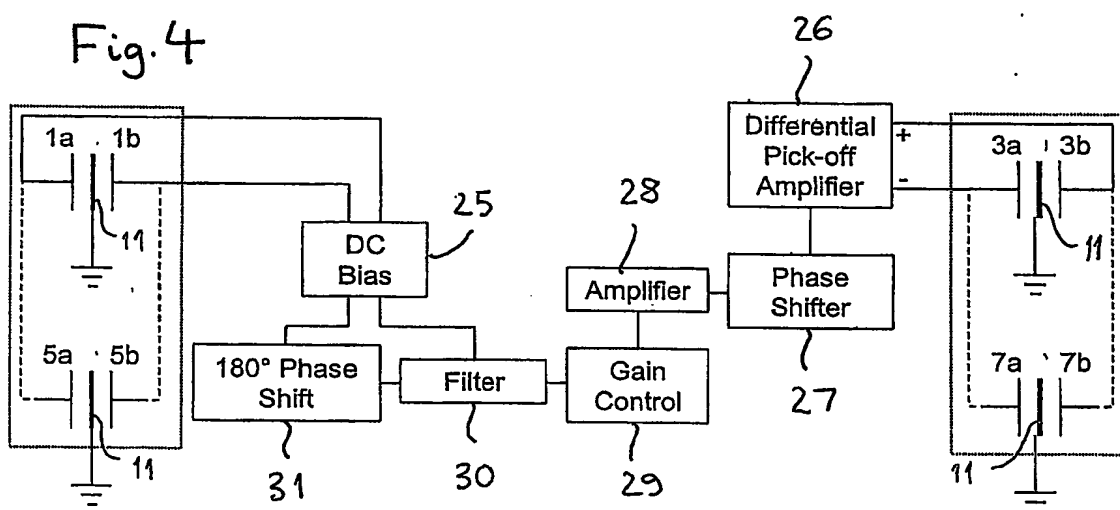 Fig. 4
26
1a 1b
Differential
Pick-off
Amplifier
+
-
3a 3b
25
28
11
11
DC
Bias
Amplifier
Phase
Shifter
5a 5b
180° Phase
Shift
Filter
Gain
Control
7a 7b
27
11
31
30
29
11